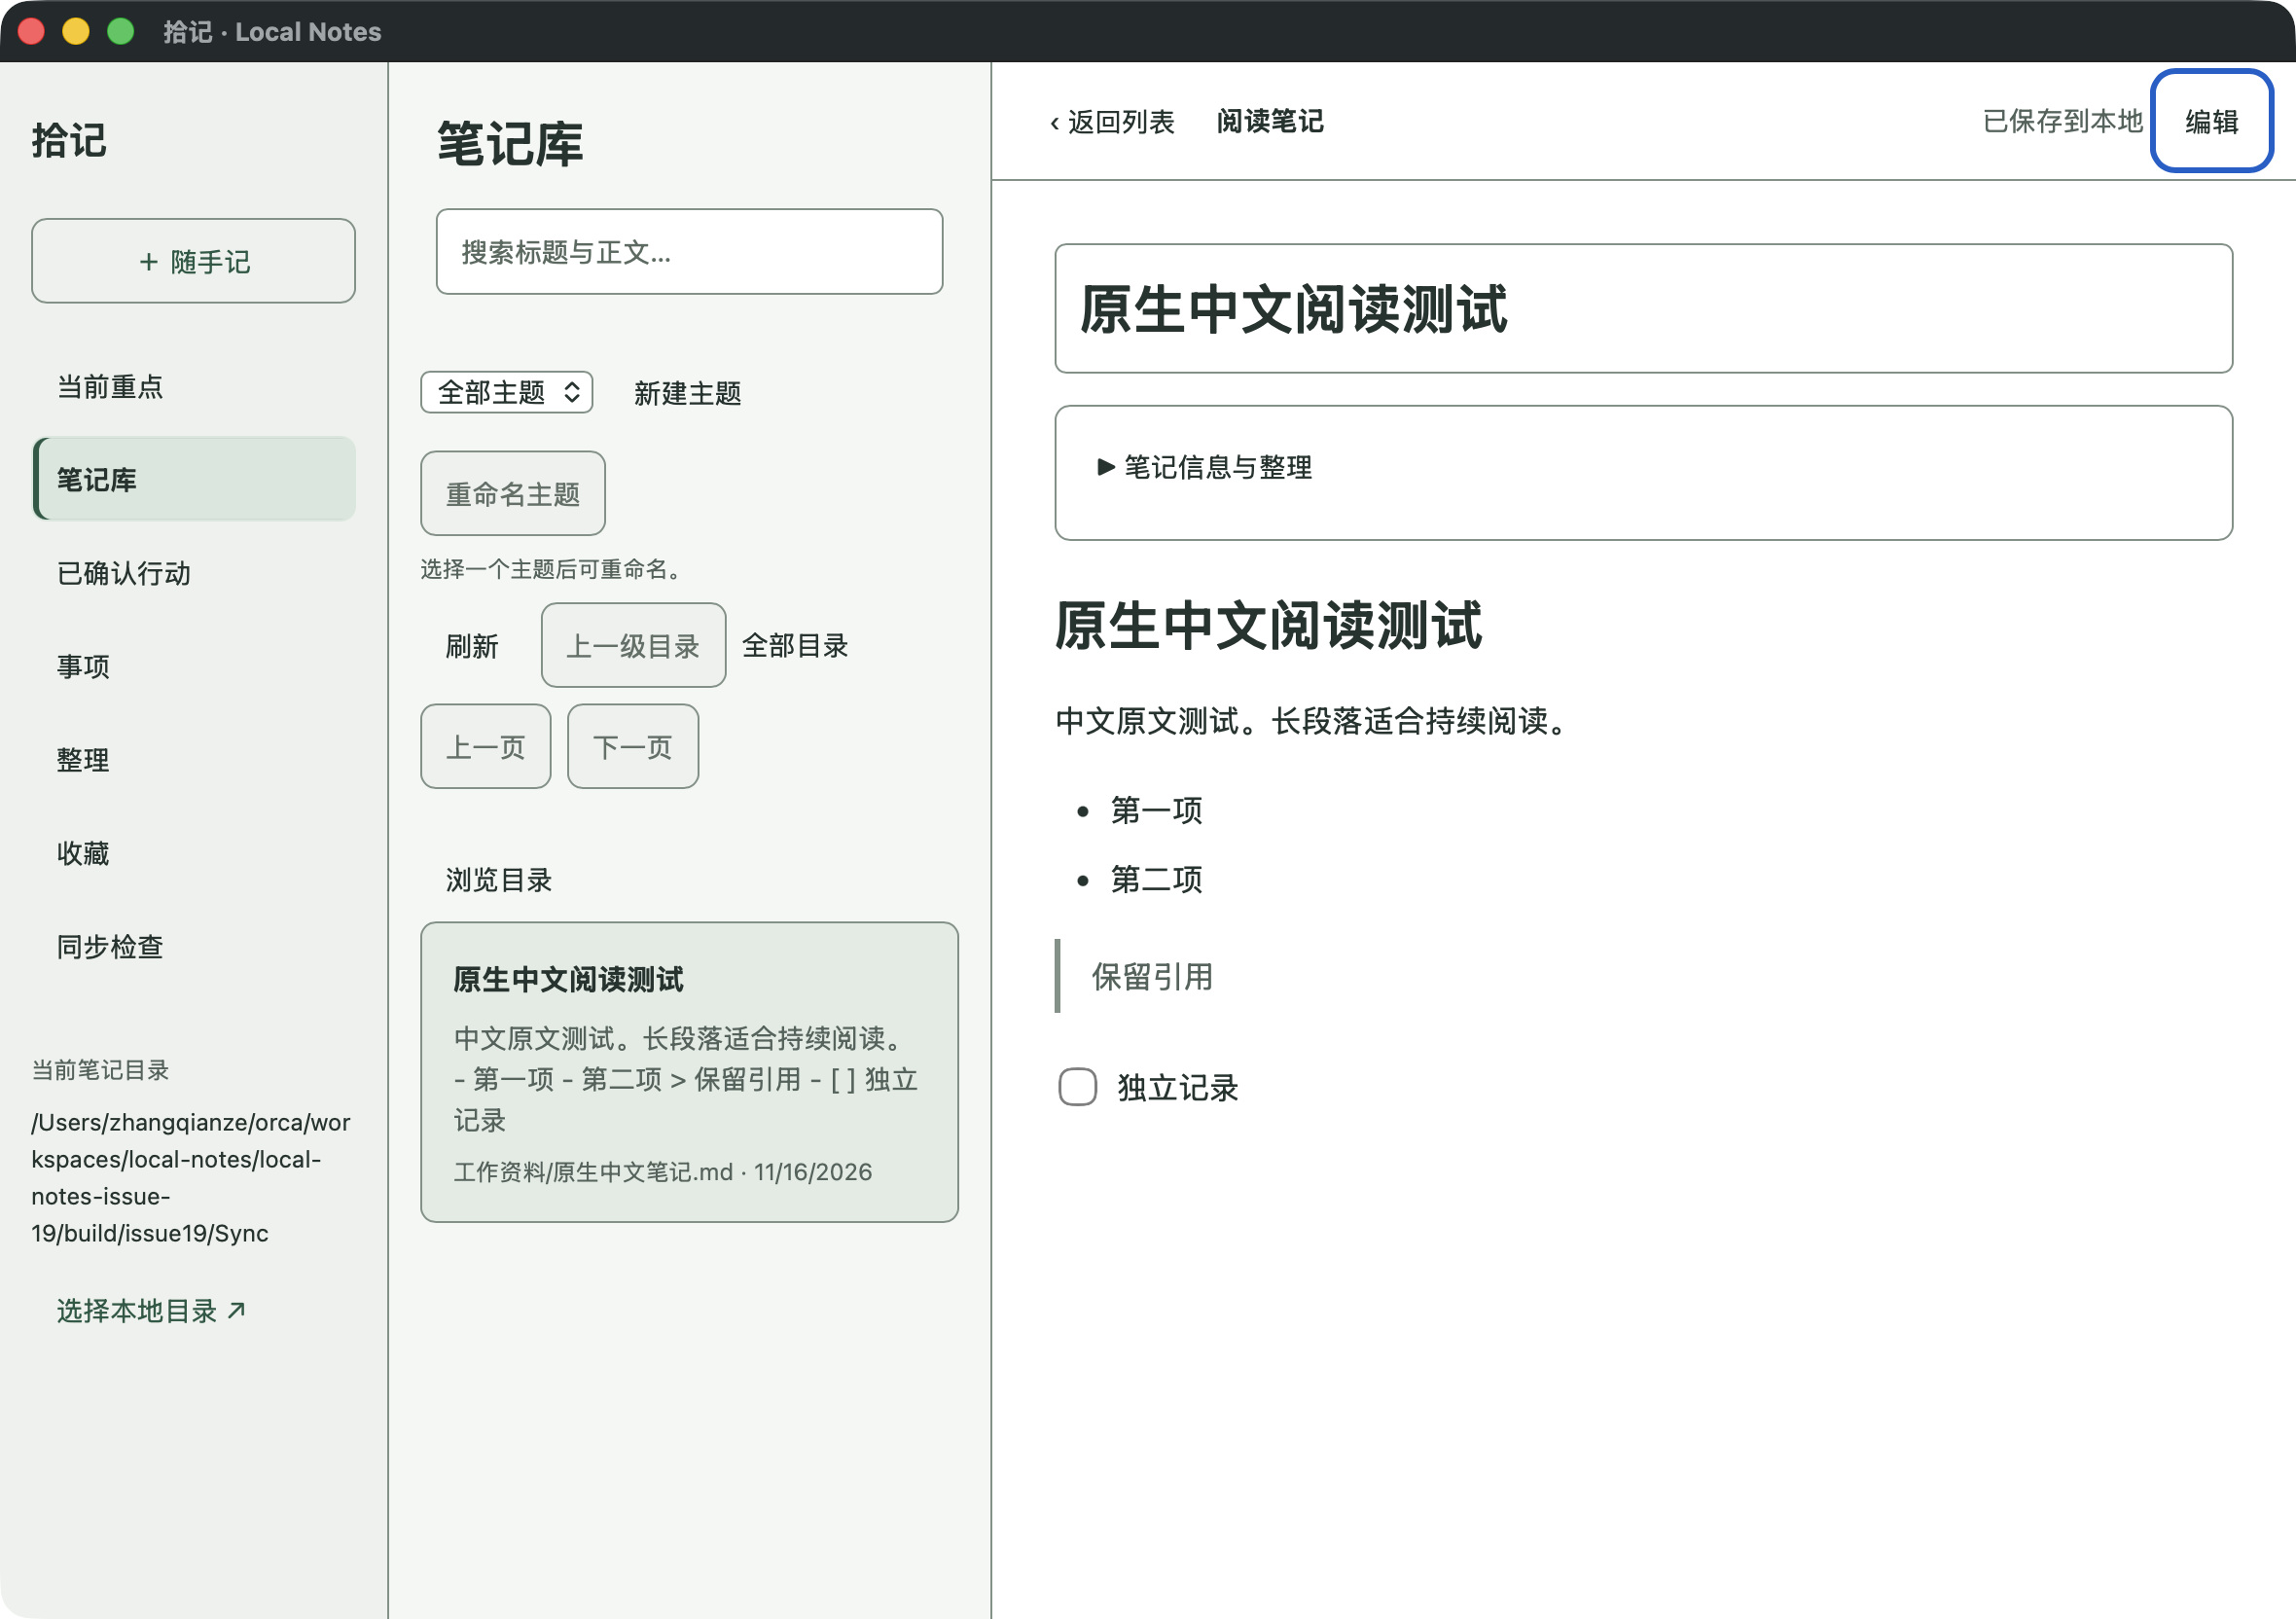 拾记 · Local Notes
拾记
+ 随手记
当前重点
笔记库
已确认行动
事项
整理
收藏
同步检查
当前笔记目录
/Users/zhangqianze/orca/wor
kspaces/local-notes/local-
notes-issue-
19/build/issue19/Sync
选择本地目录 ↗
笔记库
搜索标题与正文...
全部主题 新建主题
重命名主题
选择一个主题后可重命名。
刷新 上一级目录 全部目录
上一页 下一页
浏览目录
原生中文阅读测试
中文原文测试。长段落适合持续阅读。
- 第一项 - 第二项 > 保留引用 - [ ] 独立
记录
工作资料/原生中文笔记.md · 11/16/2026
‹ 返回列表 阅读笔记 已保存到本地 编辑
原生中文阅读测试
▶ 笔记信息与整理
原生中文阅读测试
中文原文测试。长段落适合持续阅读。
• 第一项
• 第二项
保留引用
独立记录